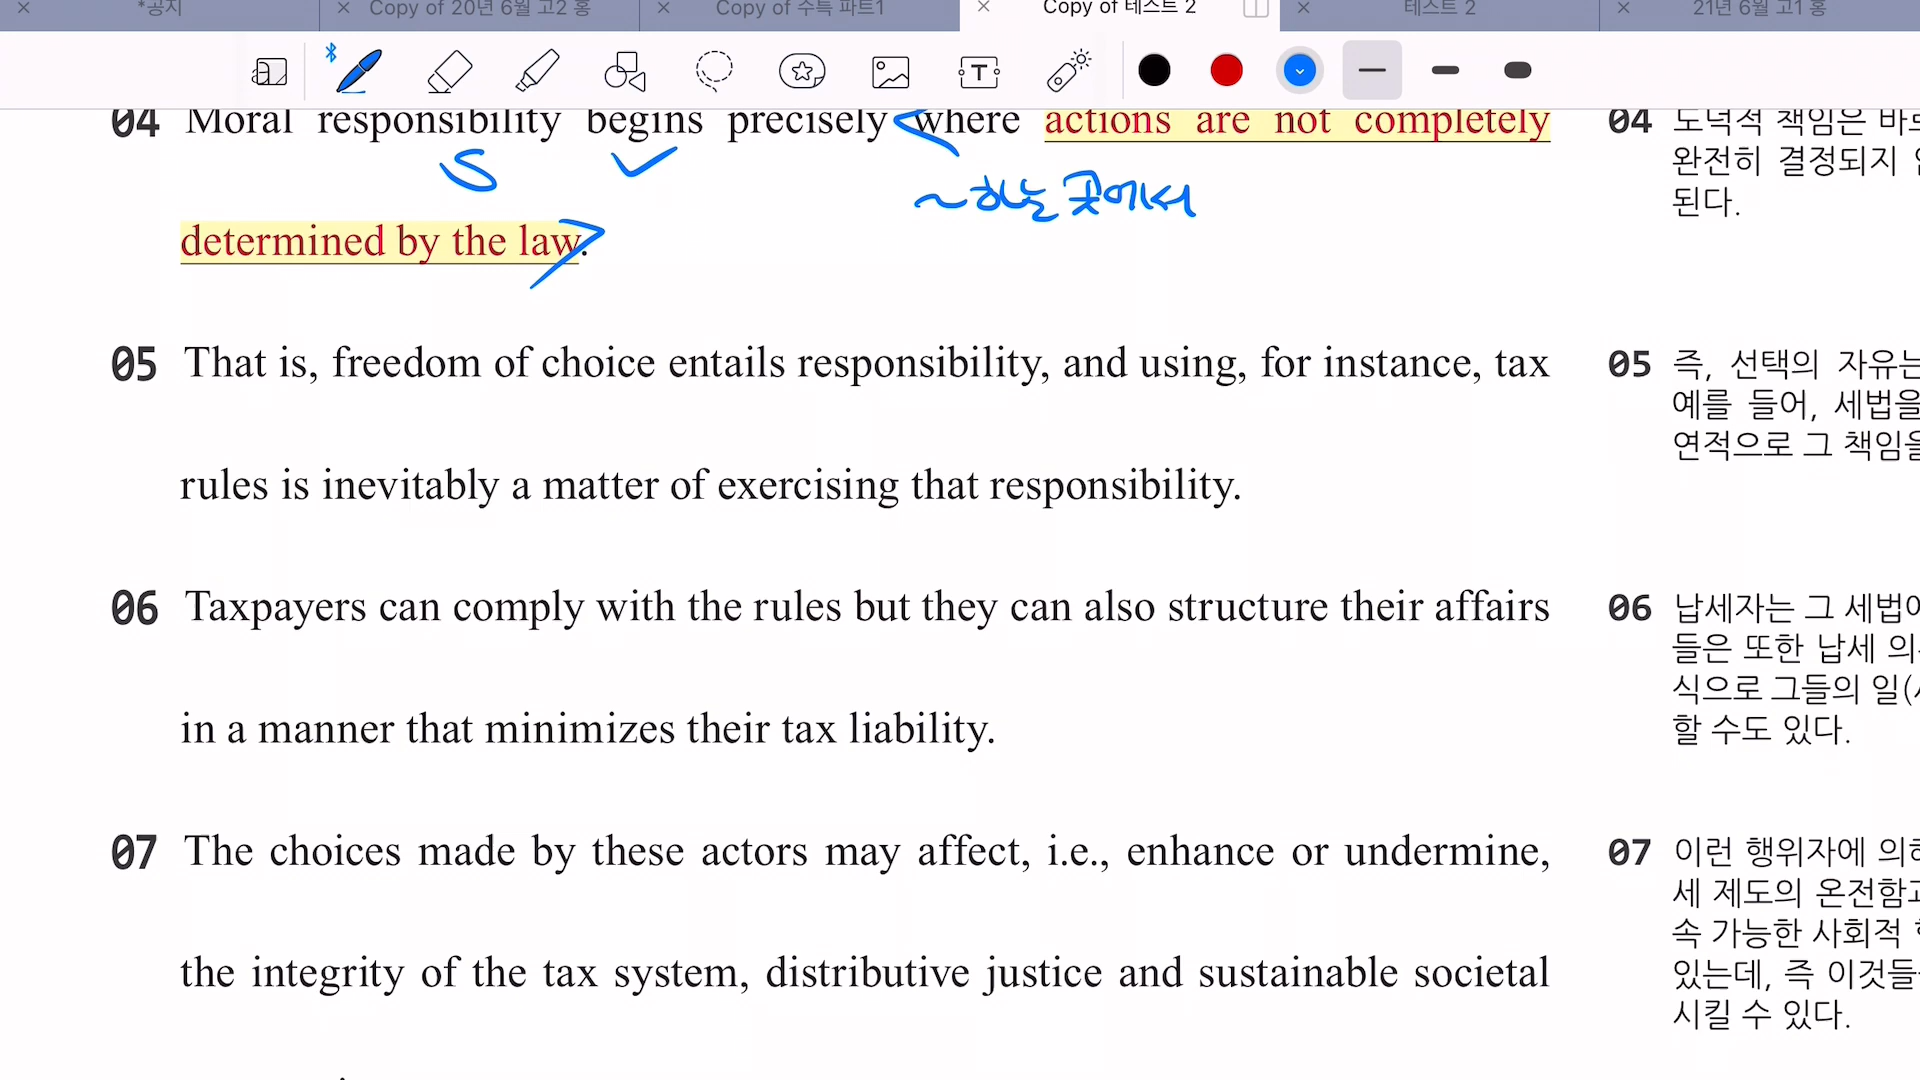 *공지
Copy of 20년 6월 고2 홍
Copy of 수특 파트1
Copy of 테스트 2
테스트 2
21년 6월 고1 홍
04 Moral responsibility begins precisely where actions are not completely
S
~하는 곳에서
determined by the law.
05 That is, freedom of choice entails responsibility, and using, for instance, tax
rules is inevitably a matter of exercising that responsibility.
06 Taxpayers can comply with the rules but they can also structure their affairs
in a manner that minimizes their tax liability.
07 The choices made by these actors may affect, i.e., enhance or undermine,
the integrity of the tax system, distributive justice and sustainable societal
04 도덕적 책임은
완전히 결정되지
된다.
05 즉, 선택의 자유는
예를 들어, 세법을
연적으로 그 책임을
06 납세자는 그 세법에
들은 또한 납세
식으로 그들의 일
할 수도 있다.
07 이런 행위자에 의해
세 제도의 온전함과
속 가능한 사회적
있는데, 즉 이것들
시킬 수 있다.